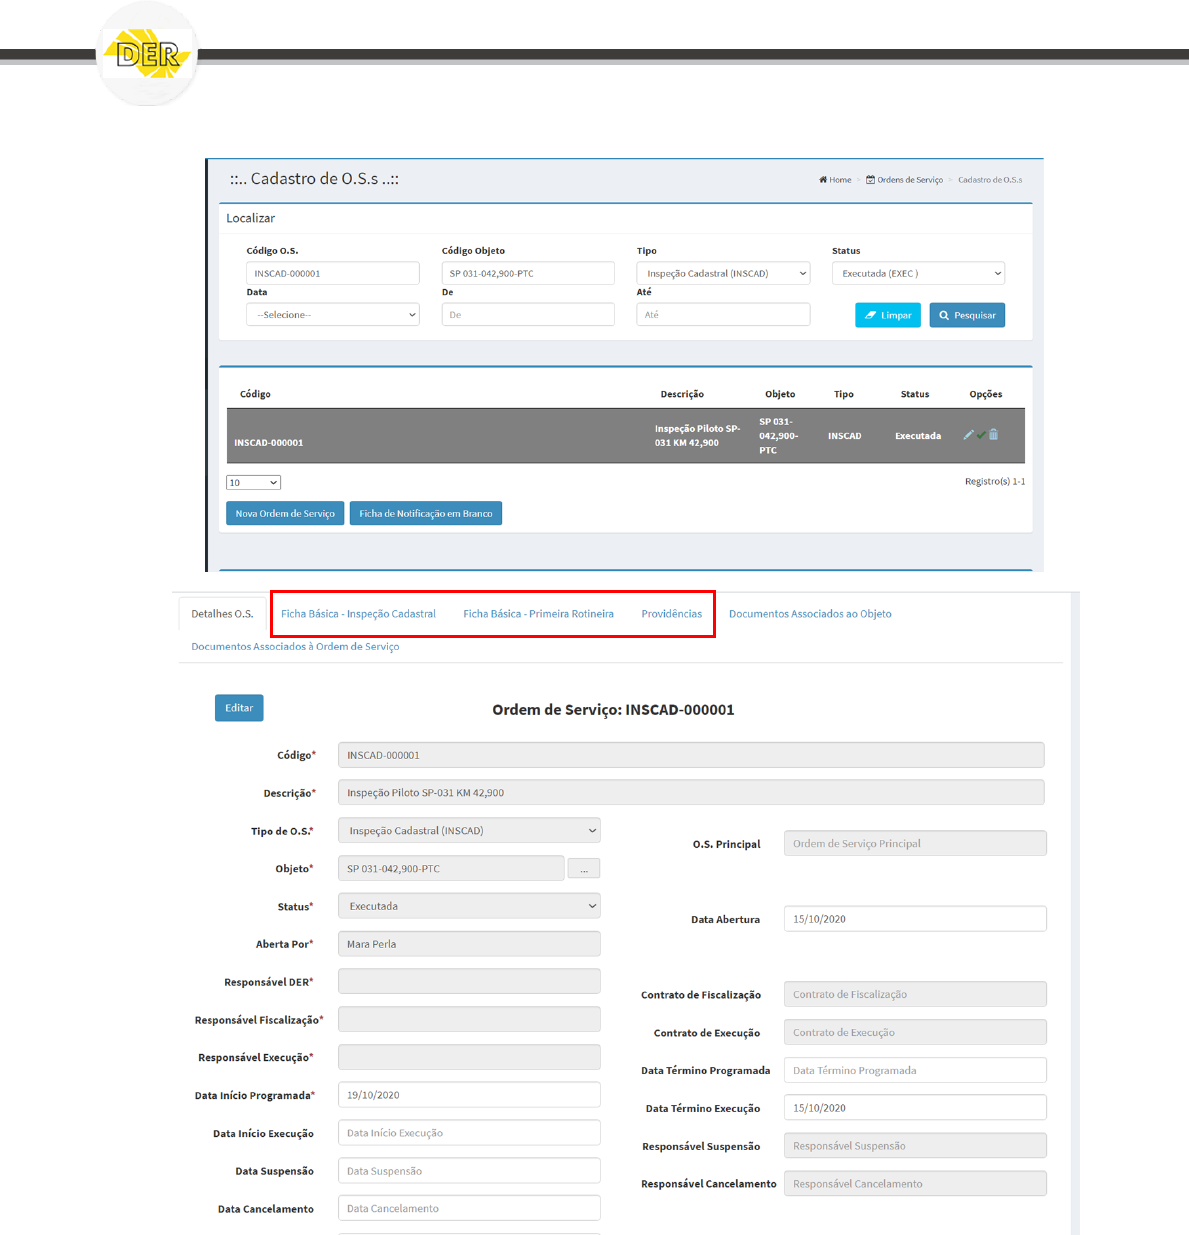 DER
::.. Cadastro de O.S.s ..::
Home > Ordens de Serviço > Cadastro de O.S.s
Localizar
Código O.S. Código Objeto Tipo Status
INSCAD-000001 SP 031-042,900-PTC Inspeção Cadastral (INSCAD) Executada (EXEC )
Data De Até
--Selecione-- De Até Limpar Pesquisar
Código Descrição Objeto Tipo Status Opções
INSCAD-000001 Inspeção Piloto SP-031 KM 42,900 SP 031-042,900-PTC INSCAD Executada
10 Registro(s) 1-1
Nova Ordem de Serviço Ficha de Notificação em Branco
Detalhes O.S. Ficha Básica - Inspeção Cadastral Ficha Básica - Primeira Rotineira Providências Documentos Associados ao Objeto
Documentos Associados à Ordem de Serviço
Editar Ordem de Serviço: INSCAD-000001
Código* INSCAD-000001
Descrição* Inspeção Piloto SP-031 KM 42,900
Tipo de O.S.* Inspeção Cadastral (INSCAD)
O.S. Principal Ordem de Serviço Principal
Objeto* SP 031-042,900-PTC ...
Status* Executada
Data Abertura 15/10/2020
Aberta Por* Mara Perla
Responsável DER*
Contrato de Fiscalização Contrato de Fiscalização
Responsável Fiscalização*
Contrato de Execução Contrato de Execução
Responsável Execução*
Data Término Programada Data Término Programada
Data Início Programada* 19/10/2020
Data Término Execução 15/10/2020
Data Início Execução Data Início Execução
Responsável Suspensão Responsável Suspensão
Data Suspensão Data Suspensão
Responsável Cancelamento Responsável Cancelamento
Data Cancelamento Data Cancelamento